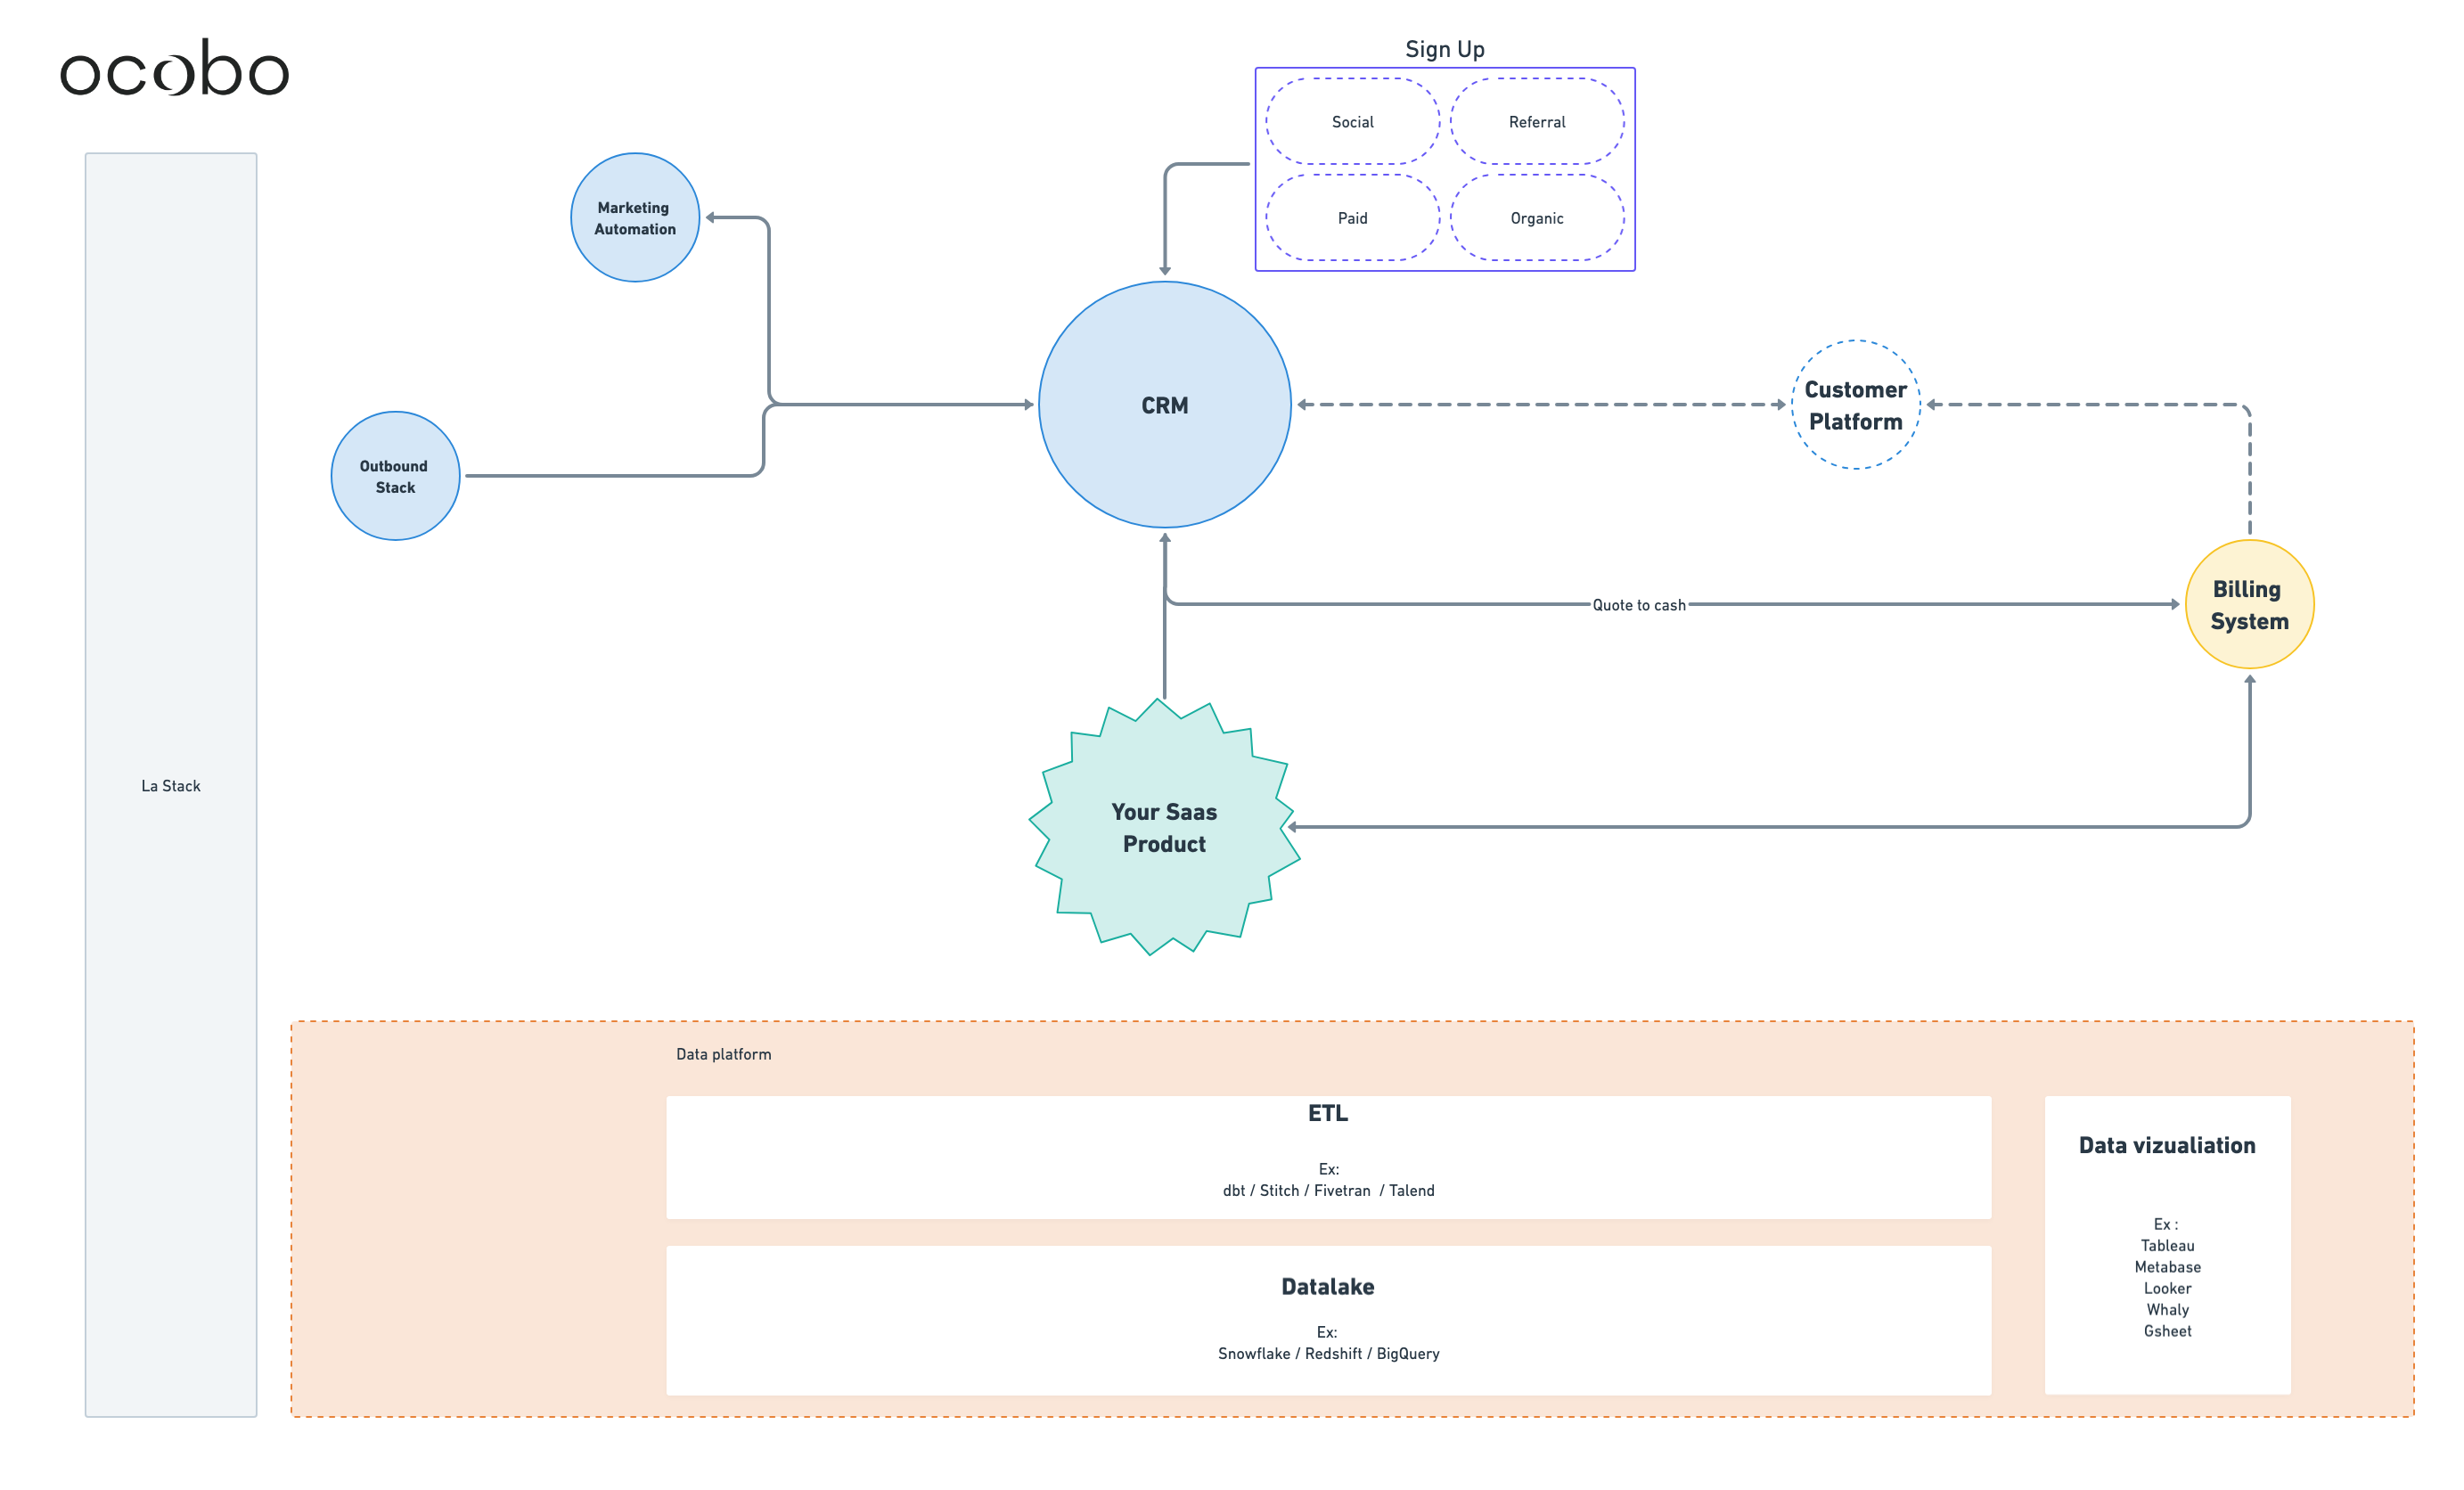 ocobo
Sign Up
Social
Referral
Paid
Organic
Marketing
Automation
CRM
Customer
Platform
Outbound
Stack
Billing
System
Quote to cash
La Stack
Your Saas
Product
Data platform
ETL
Ex:
dbt / Stitch / Fivetran / Talend
Datalake
Ex:
Snowflake / Redshift / BigQuery
Data vizualiation
Ex :
Tableau
Metabase
Looker
Whaly
Gsheet